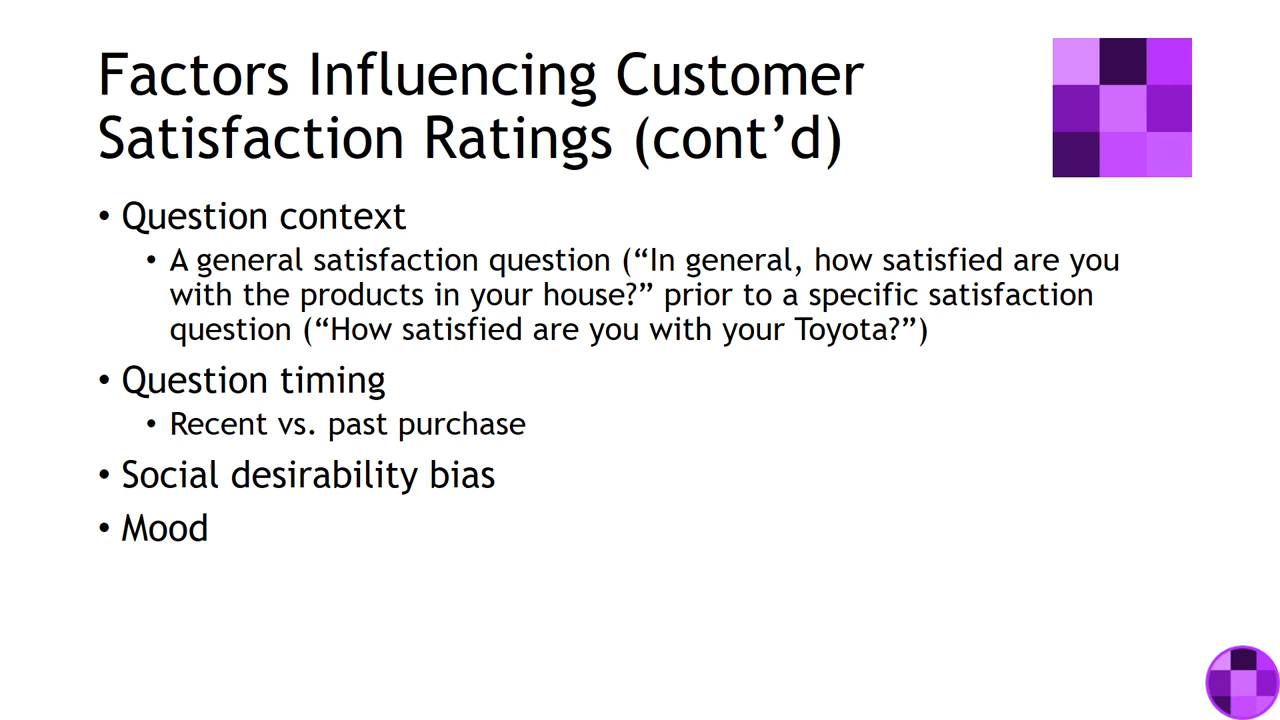 Factors Influencing Customer
Satisfaction Ratings (cont’d)
• Question context
• A general satisfaction question (“In general, how satisfied are you
with the products in your house?” prior to a specific satisfaction
question (“How satisfied are you with your Toyota?”)
• Question timing
• Recent vs. past purchase
• Social desirability bias
• Mood